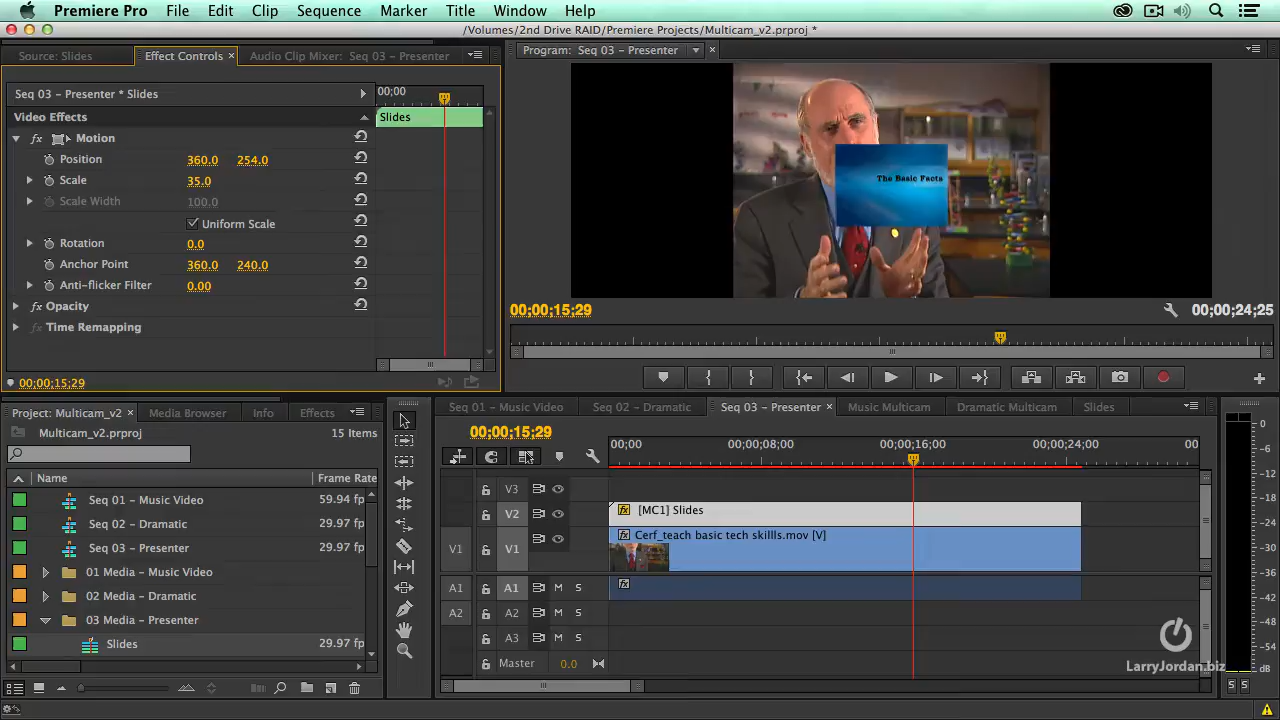 Premiere Pro File Edit Clip Sequence Marker Title Window Help
/Volumes/2nd Drive RAID/Premiere Projects/Multicam_v2.prproj *
Source: Slides Effect Controls × Audio Clip Mixer: Seq 03 – Presenter
Program: Seq 03 – Presenter ×
Seq 03 – Presenter * Slides
00;00
Video Effects
Slides
fx Motion
Position 360.0 254.0
Scale 35.0
Scale Width 100.0
Uniform Scale
Rotation 0.0
Anchor Point 360.0 240.0
Anti-flicker Filter 0.00
fx Opacity
fx Time Remapping
00;00;15;29
The Basic Facts
00;00;15;29 00;00;24;25
Project: Multicam_v2 × Media Browser Info Effects
Multicam_v2.prproj 15 Items
Name Frame Rate
Seq 01 – Music Video 59.94 fp
Seq 02 – Dramatic 29.97 fp
Seq 03 – Presenter 29.97 fp
01 Media – Music Video
02 Media – Dramatic
03 Media – Presenter
Slides 29.97 fp
Seq 01 – Music Video Seq 02 – Dramatic Seq 03 – Presenter × Music Multicam Dramatic Multicam Slides
00;00;15;29
00;00 00;00;08;00 00;00;16;00 00;00;24;00 00
V3
V2 fx [MC1] Slides
V1 V1 fx Cerf_teach basic tech skillls.mov [V]
A1 A1 M S fx
A2 A2 M S
A3 M S
Master 0.0
0
-6
-12
-18
-24
-30
-36
-42
-48
-54
dB
S S
LarryJordan.biz